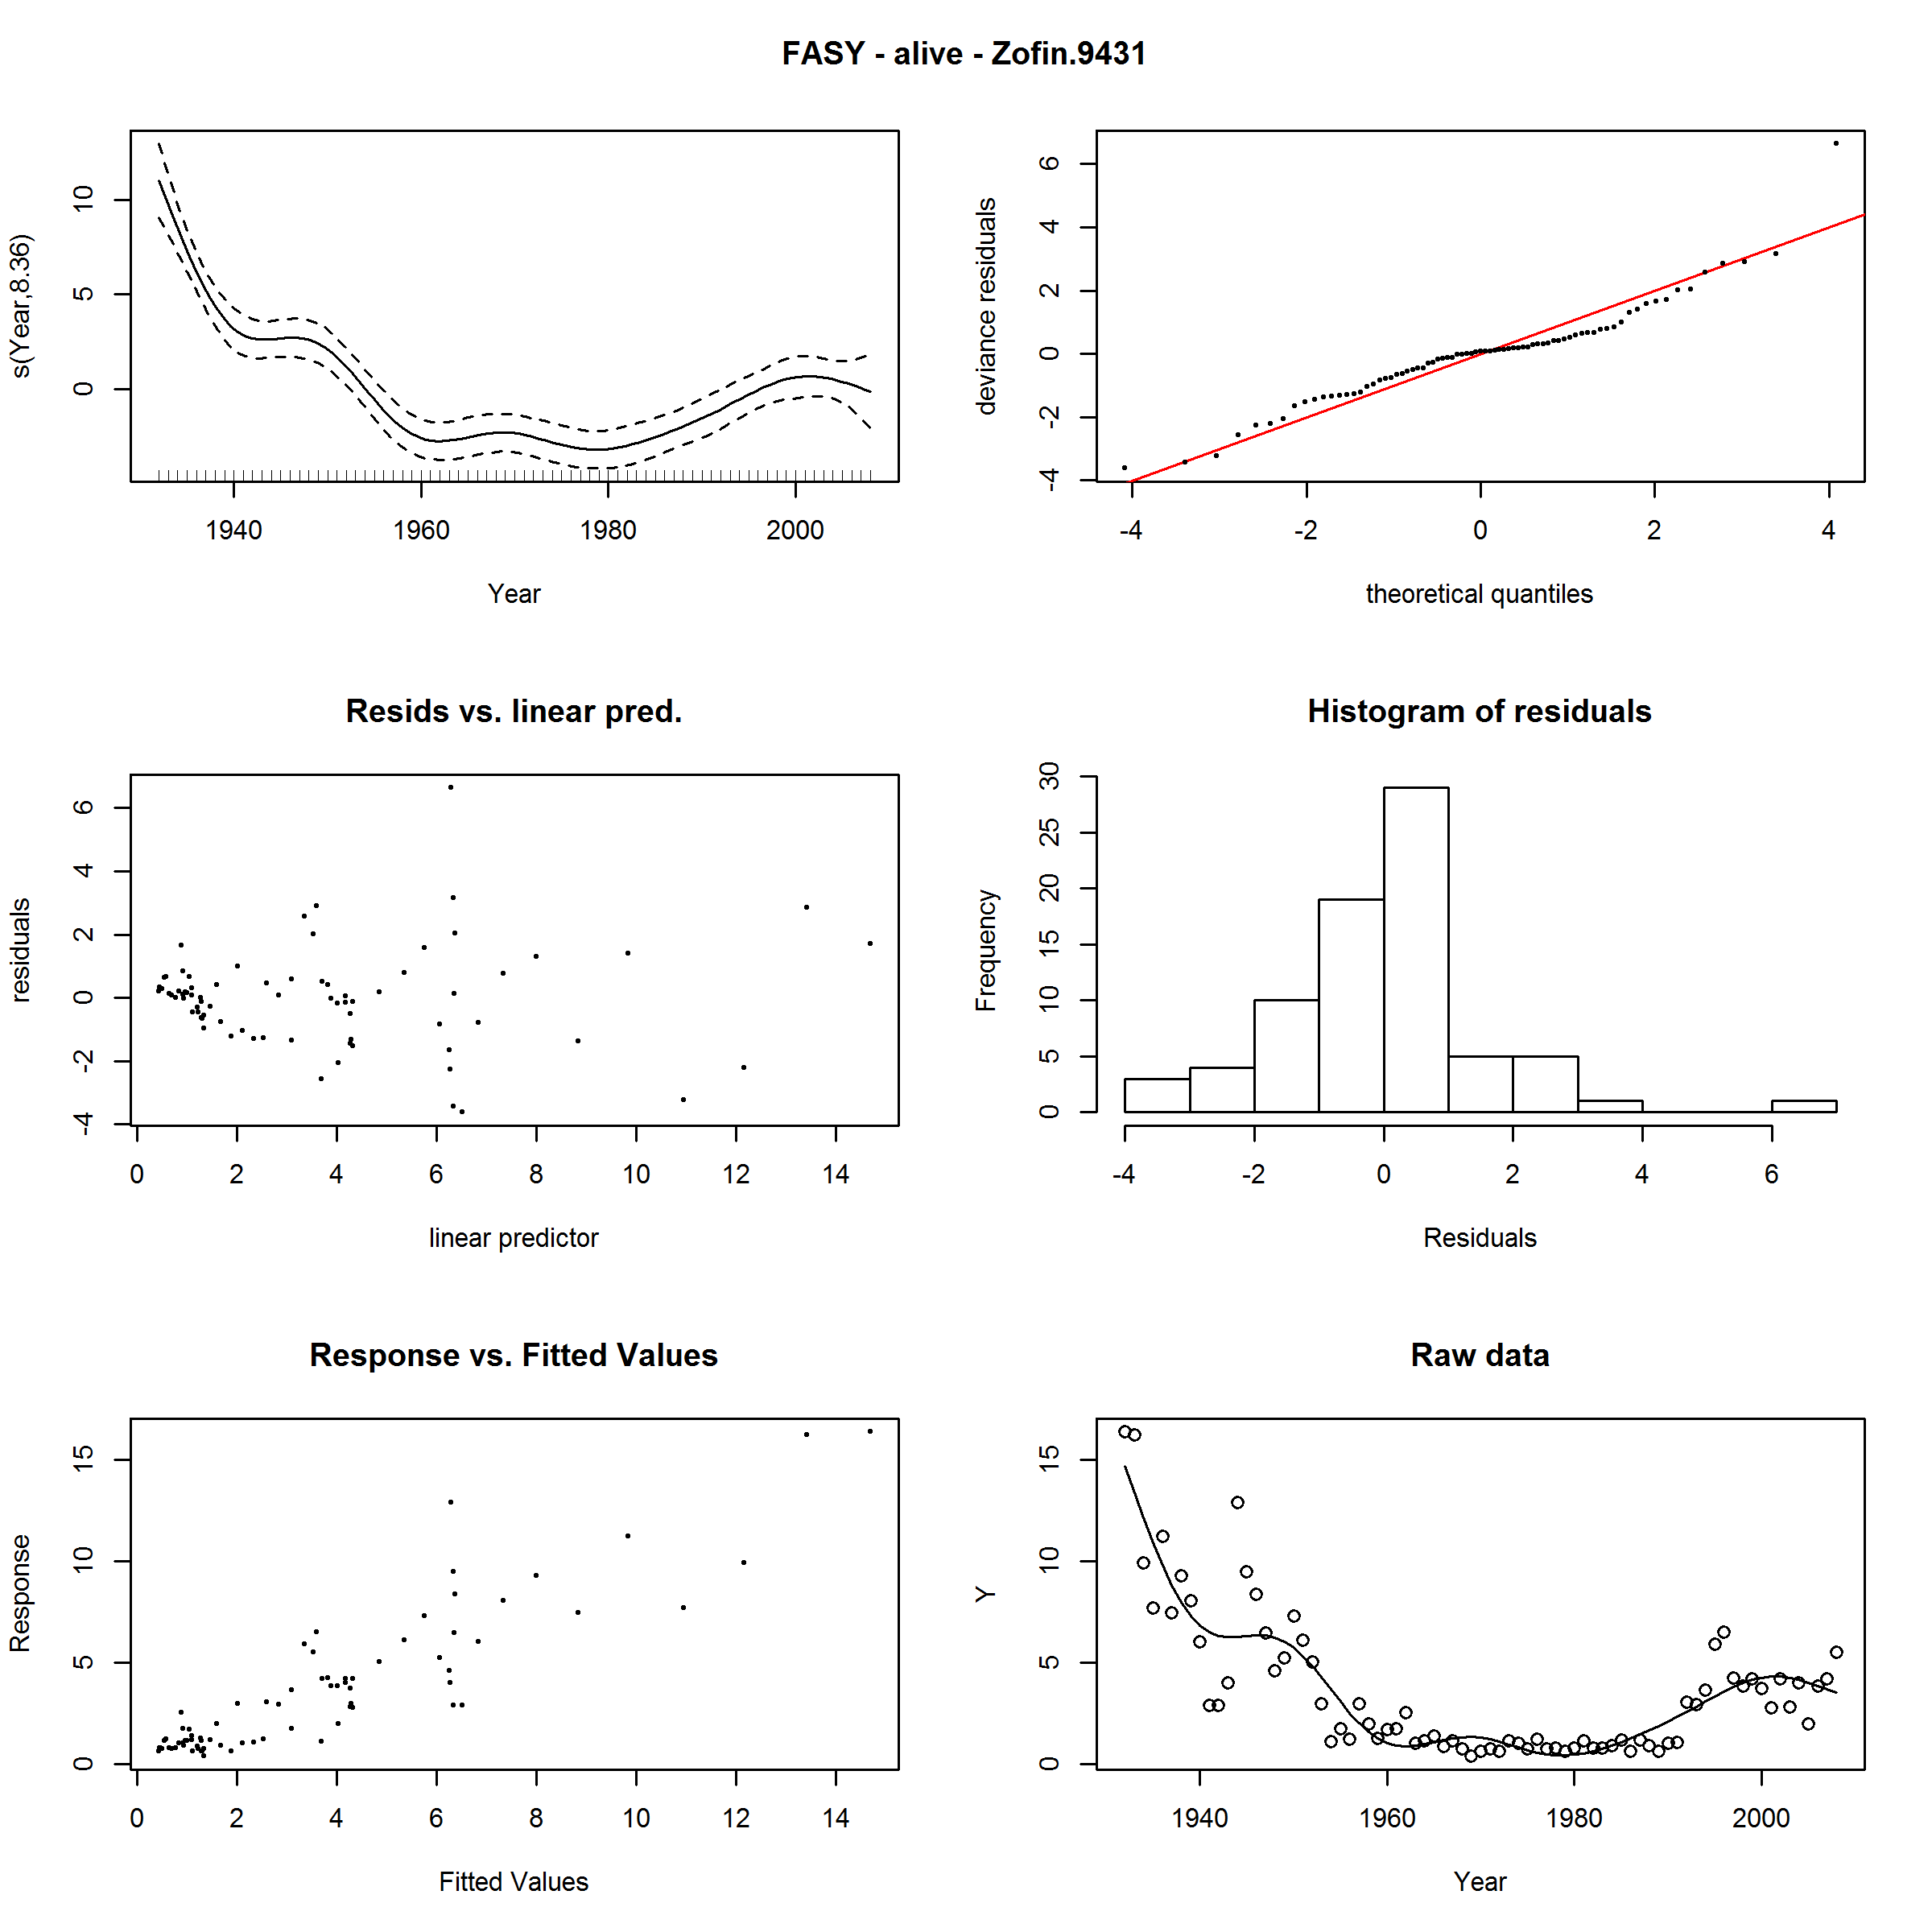 FASY - alive - Zofin.9431
s(Year,8.36)
10
5
0
1940 1960 1980 2000
Year
deviance residuals
6
4
2
0
-2
-4
-4 -2 0 2 4
theoretical quantiles
Resids vs. linear pred.
residuals
6
4
2
0
-2
-4
0 2 4 6 8 10 12 14
linear predictor
Histogram of residuals
Frequency
30
25
20
15
10
5
0
-4 -2 0 2 4 6
Residuals
Response vs. Fitted Values
Response
15
10
5
0
0 2 4 6 8 10 12 14
Fitted Values
Raw data
Y
15
10
5
0
1940 1960 1980 2000
Year